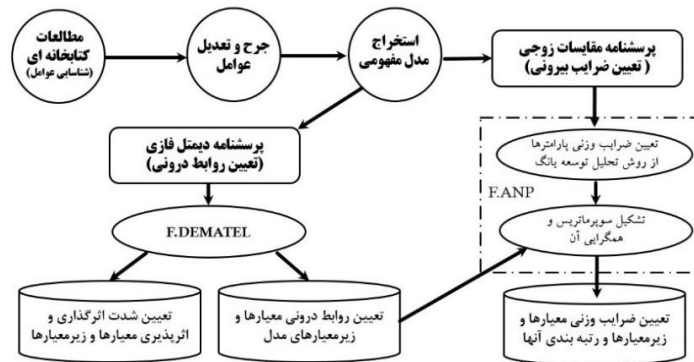 مطالعات
کتابخانه ای
(شناسایی عوامل)
جرح و تعدیل
عوامل
استخراج
مدل مفهومی
پرسشنامه مقایسات زوجی
(تعیین ضرایب بیرونی)
پرسشنامه دیمتل فازی
(تعیین روابط درونی)
تعیین ضرایب وزنی پارامترها
از روش تحلیل توسعه یانگ
F.ANP
تشکیل سوپرماتریس و
همگرایی آن
F.DEMATEL
تعیین شدت اثرگذاری و
اثرپذیری معیارها و زیرمعیارها
تعیین روابط درونی معیارها و
زیرمعیارهای مدل
تعیین ضرایب وزنی معیارها و
زیرمعیارها و رتبه بندی آنها